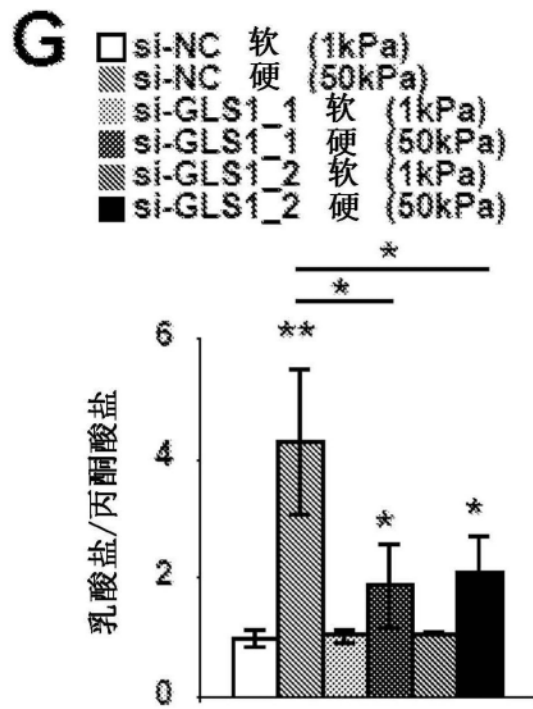 G
si-NC 软 (1kPa)
si-NC 硬 (50kPa)
si-GLS1_1 软 (1kPa)
si-GLS1_1 硬 (50kPa)
si-GLS1_2 软 (1kPa)
si-GLS1_2 硬 (50kPa)
*
*
**
*
*
6
4
2
0
乳酸盐/丙酮酸盐